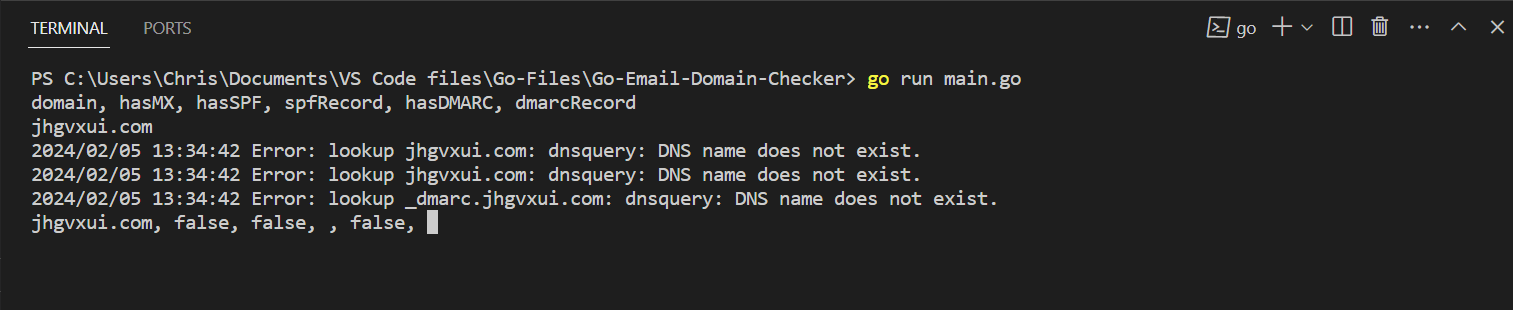 TERMINAL PORTS go
PS C:\Users\Chris\Documents\VS Code files\Go-Files\Go-Email-Domain-Checker> go run main.go
domain, hasMX, hasSPF, spfRecord, hasDMARC, dmarcRecord
jhgvxui.com
2024/02/05 13:34:42 Error: lookup jhgvxui.com: dnsquery: DNS name does not exist.
2024/02/05 13:34:42 Error: lookup jhgvxui.com: dnsquery: DNS name does not exist.
2024/02/05 13:34:42 Error: lookup _dmarc.jhgvxui.com: dnsquery: DNS name does not exist.
jhgvxui.com, false, false, , false,